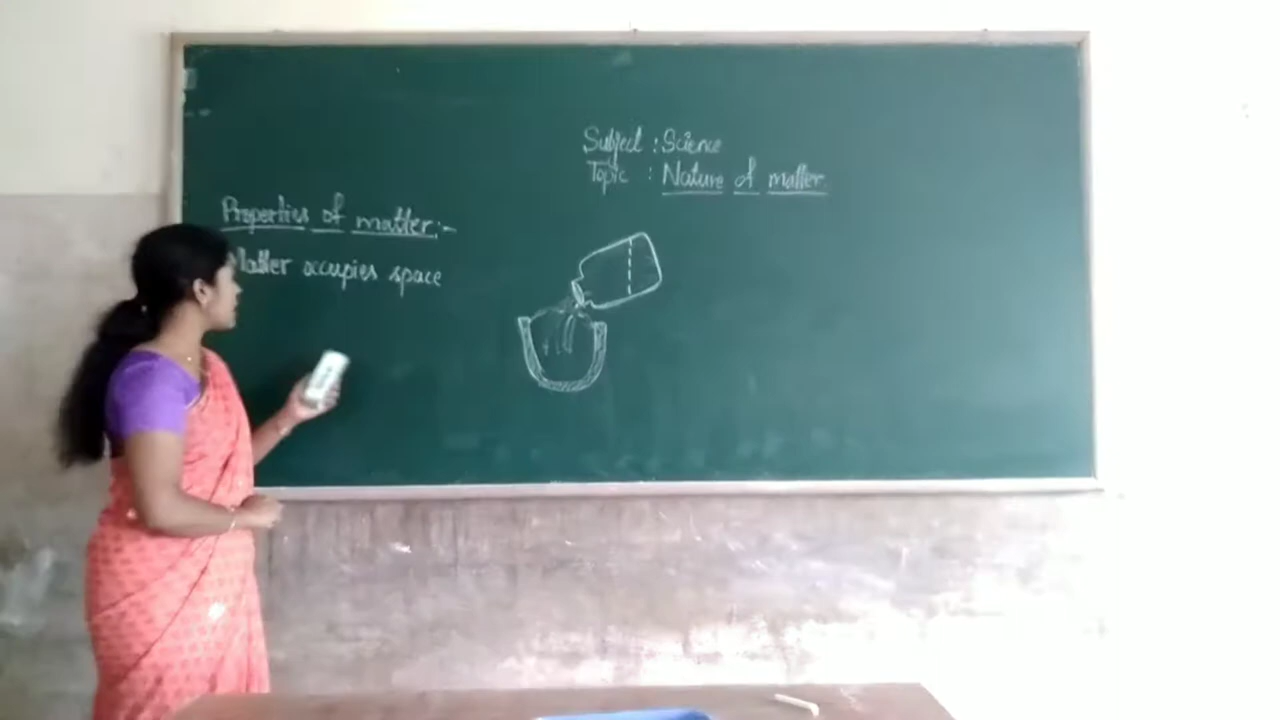 Subject : Science
Topic : Nature of matter.
Properties of matter:-
Matter occupies space